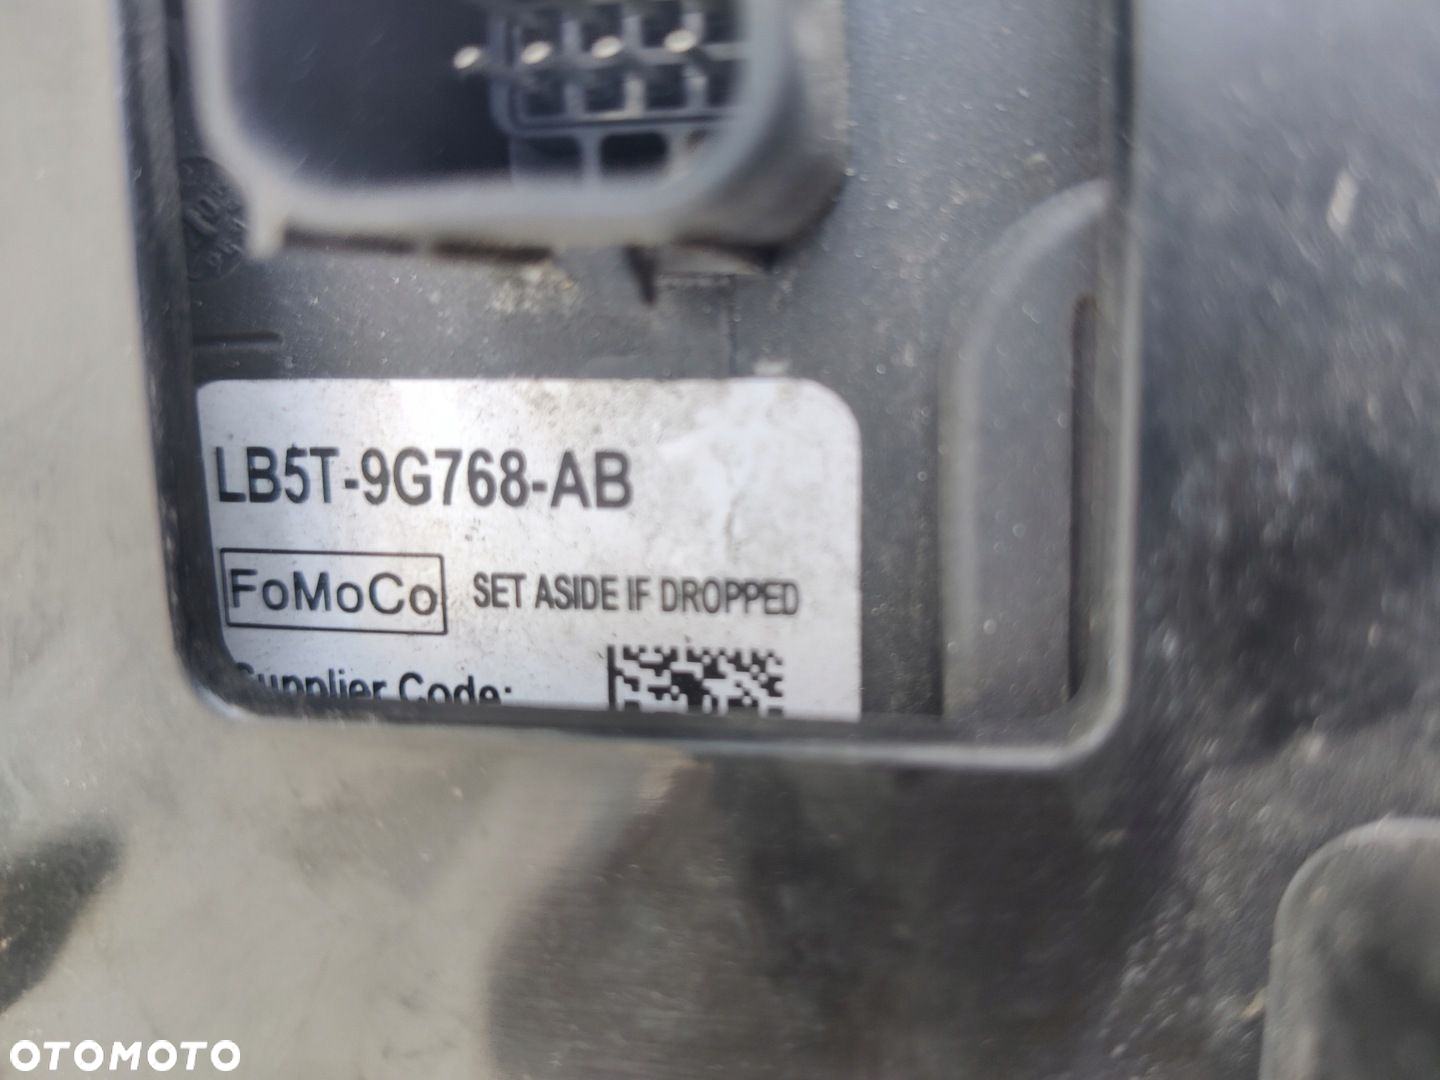 LB5T-9G768-AB
FoMoCo SET ASIDE IF DROPPED
Supplier Code:
OTOMOTO